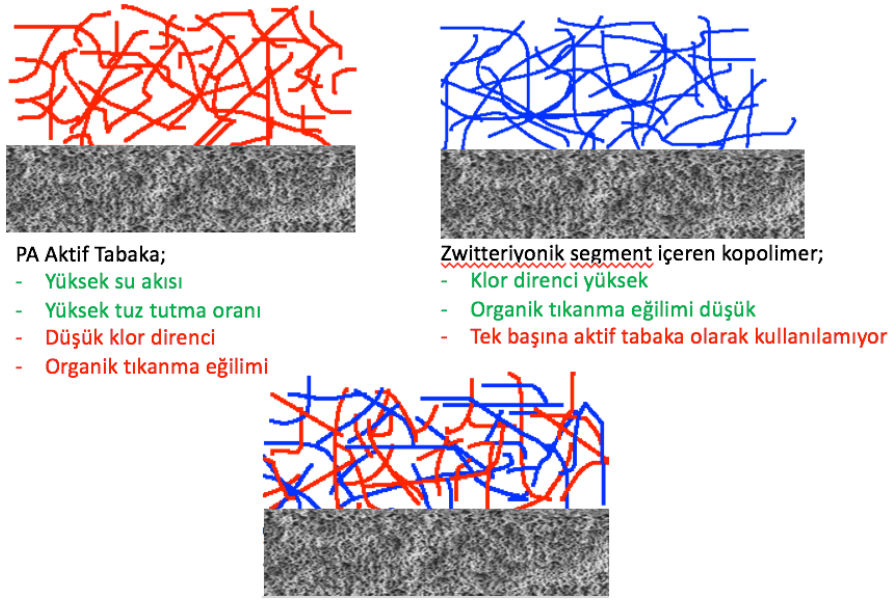 PA Aktif Tabaka;
- Yüksek su akısı
- Yüksek tuz tutma oranı
- Düşük klor direnci
- Organik tıkanma eğilimi
Zwitteriyonik segment içeren kopolimer;
- Klor direnci yüksek
- Organik tıkanma eğilimi düşük
- Tek başına aktif tabaka olarak kullanılamıyor